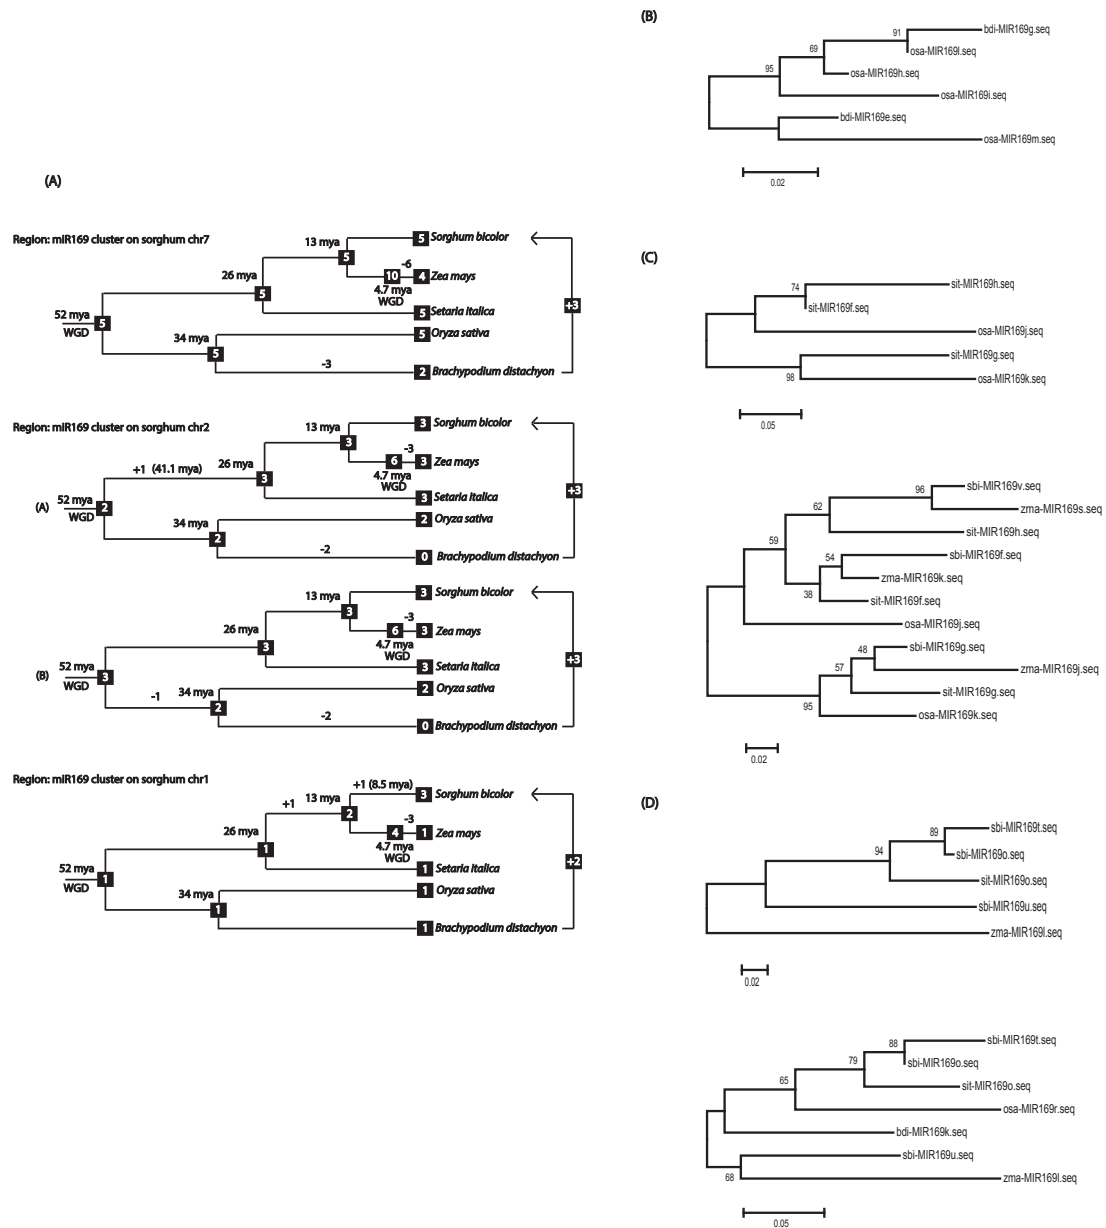 (A)
Region: miR169 cluster on sorghum chr7
13 mya
5
Sorghum bicolor
5
-6
26 mya
10
4
Zea mays
4.7 mya
WGD
5
5
Setaria italica
+3
52 mya
5
WGD
34 mya
5
Oryza sativa
5
-3
2
Brachypodium distachyon
Region: miR169 cluster on sorghum chr2
13 mya
3
Sorghum bicolor
3
-3
+1 (41.1 mya)
26 mya
6
3
Zea mays
4.7 mya
WGD
3
3
Setaria italica
+3
(A)
52 mya
2
WGD
34 mya
2
Oryza sativa
2
-2
0
Brachypodium distachyon
13 mya
3
Sorghum bicolor
3
-3
26 mya
6
3
Zea mays
4.7 mya
WGD
3
3
Setaria italica
+3
(B)
52 mya
3
WGD
-1
34 mya
2
Oryza sativa
2
-2
0
Brachypodium distachyon
Region: miR169 cluster on sorghum chr1
+1 (8.5 mya)
13 mya
3
Sorghum bicolor
+1
2
-3
26 mya
4
1
Zea mays
4.7 mya
WGD
1
1
Setaria italica
+2
52 mya
1
WGD
34 mya
1
Oryza sativa
1
1
Brachypodium distachyon
(B)
91
bdi-MIR169g.seq
69
osa-MIR169l.seq
95
osa-MIR169h.seq
osa-MIR169i.seq
bdi-MIR169e.seq
osa-MIR169m.seq
0.02
(C)
74
sit-MIR169h.seq
sit-MIR169f.seq
osa-MIR169j.seq
sit-MIR169g.seq
98
osa-MIR169k.seq
0.05
96
sbi-MIR169v.seq
62
zma-MIR169s.seq
sit-MIR169h.seq
59
54
sbi-MIR169f.seq
zma-MIR169k.seq
38
sit-MIR169f.seq
osa-MIR169j.seq
48
sbi-MIR169g.seq
57
zma-MIR169j.seq
sit-MIR169g.seq
95
osa-MIR169k.seq
0.02
(D)
89
sbi-MIR169t.seq
94
sbi-MIR169o.seq
sit-MIR169o.seq
sbi-MIR169u.seq
zma-MIR169l.seq
0.02
88
sbi-MIR169t.seq
79
sbi-MIR169o.seq
65
sit-MIR169o.seq
osa-MIR169r.seq
bdi-MIR169k.seq
sbi-MIR169u.seq
68
zma-MIR169l.seq
0.05